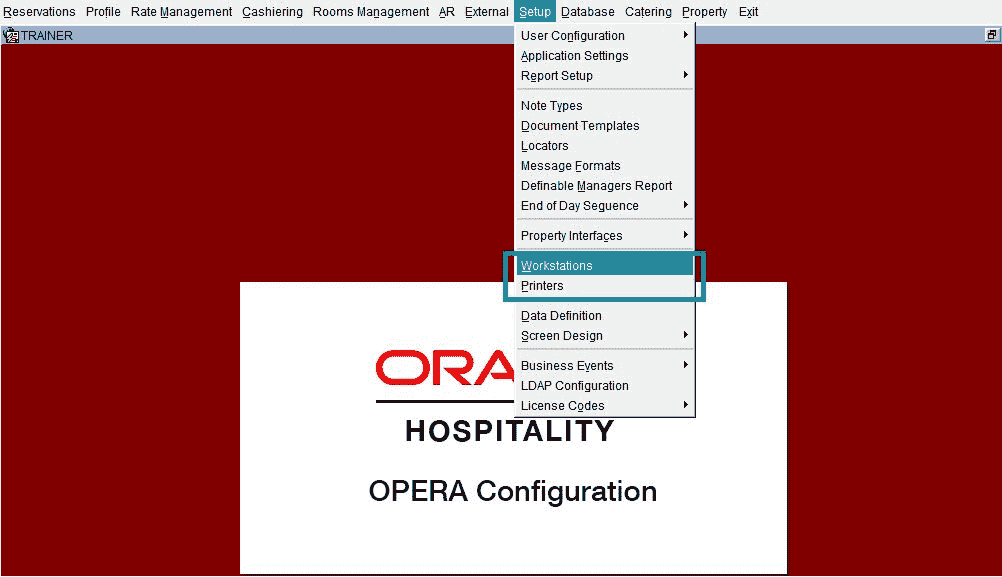 Reservations Profile Rate Management Cashiering Rooms Management AR External Setup Database Catering Property Exit
TRAINER
User Configuration
Application Settings
Report Setup
Note Types
Document Templates
Locators
Message Formats
Definable Managers Report
End of Day Sequence
Property Interfaces
Workstations
Printers
Data Definition
Screen Design
Business Events
LDAP Configuration
License Codes
ORA
HOSPITALITY
OPERA Configuration